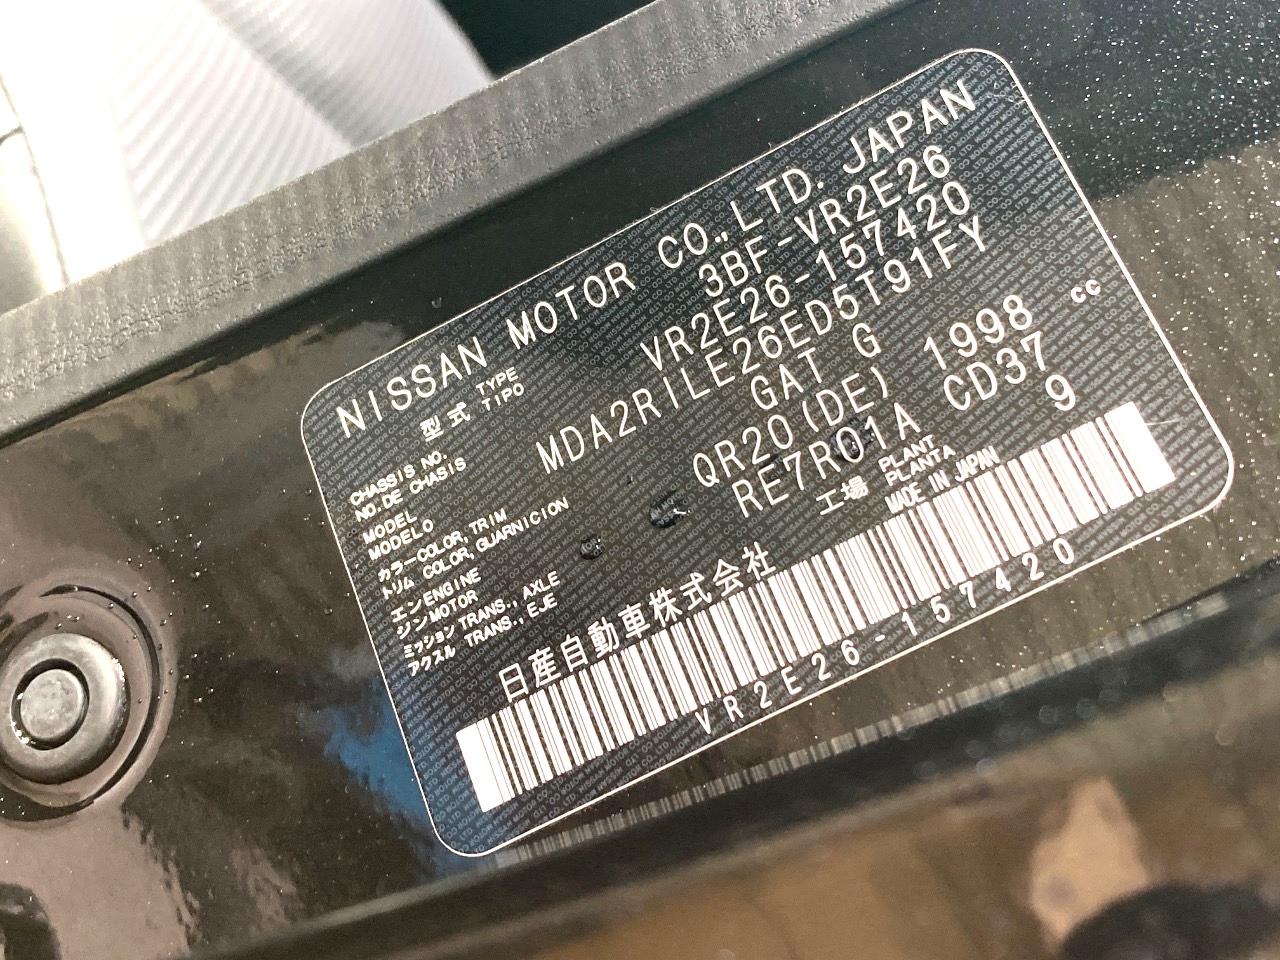 NISSAN MOTOR CO.,LTD. JAPAN
型式 TYPE TIPO 3BF-VR2E26
CHASSIS NO. NO.DE CHASIS VR2E26-157420
MODEL MODELO MDA2RILE26ED5T91FY
カラー COLOR,TRIM トリム COLOR,GUARNICION GAT G
エンジン ENGINE MOTOR QR20(DE) 1998 cc
ミッション TRANS., AXLE アクスル TRANS., EJE RE7R01A CD37
工場 PLANT PLANTA 9
日産自動車株式会社 MADE IN JAPAN
VR2E26-157420